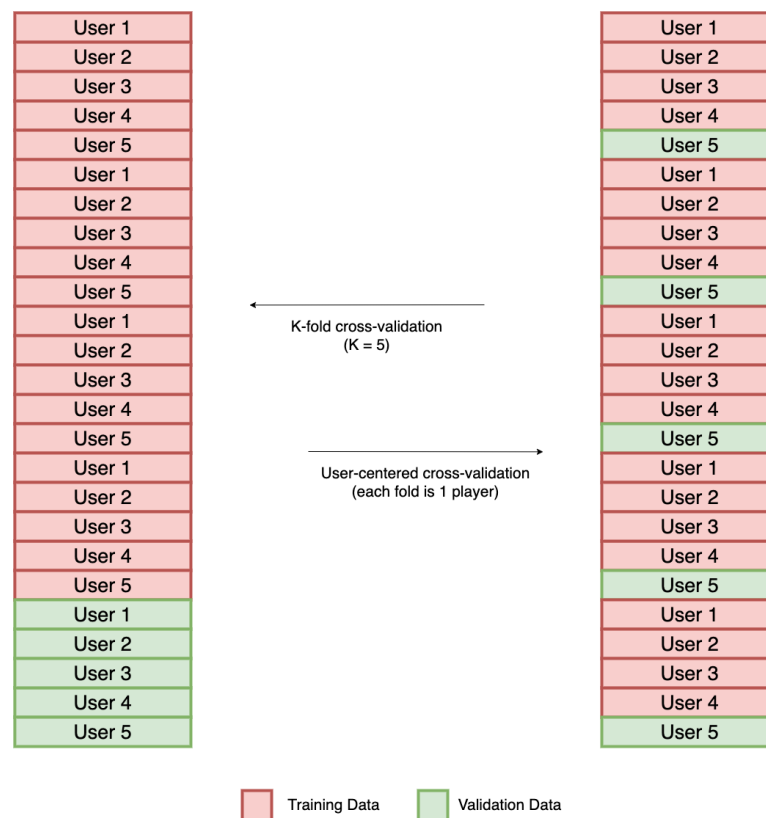 User 1
User 2
User 3
User 4
User 5
User 1
User 2
User 3
User 4
User 5
User 1
User 2
User 3
User 4
User 5
User 1
User 2
User 3
User 4
User 5
User 1
User 2
User 3
User 4
User 5
K-fold cross-validation
(K = 5)
User-centered cross-validation
(each fold is 1 player)
User 1
User 2
User 3
User 4
User 5
User 1
User 2
User 3
User 4
User 5
User 1
User 2
User 3
User 4
User 5
User 1
User 2
User 3
User 4
User 5
User 1
User 2
User 3
User 4
User 5
Training Data
Validation Data